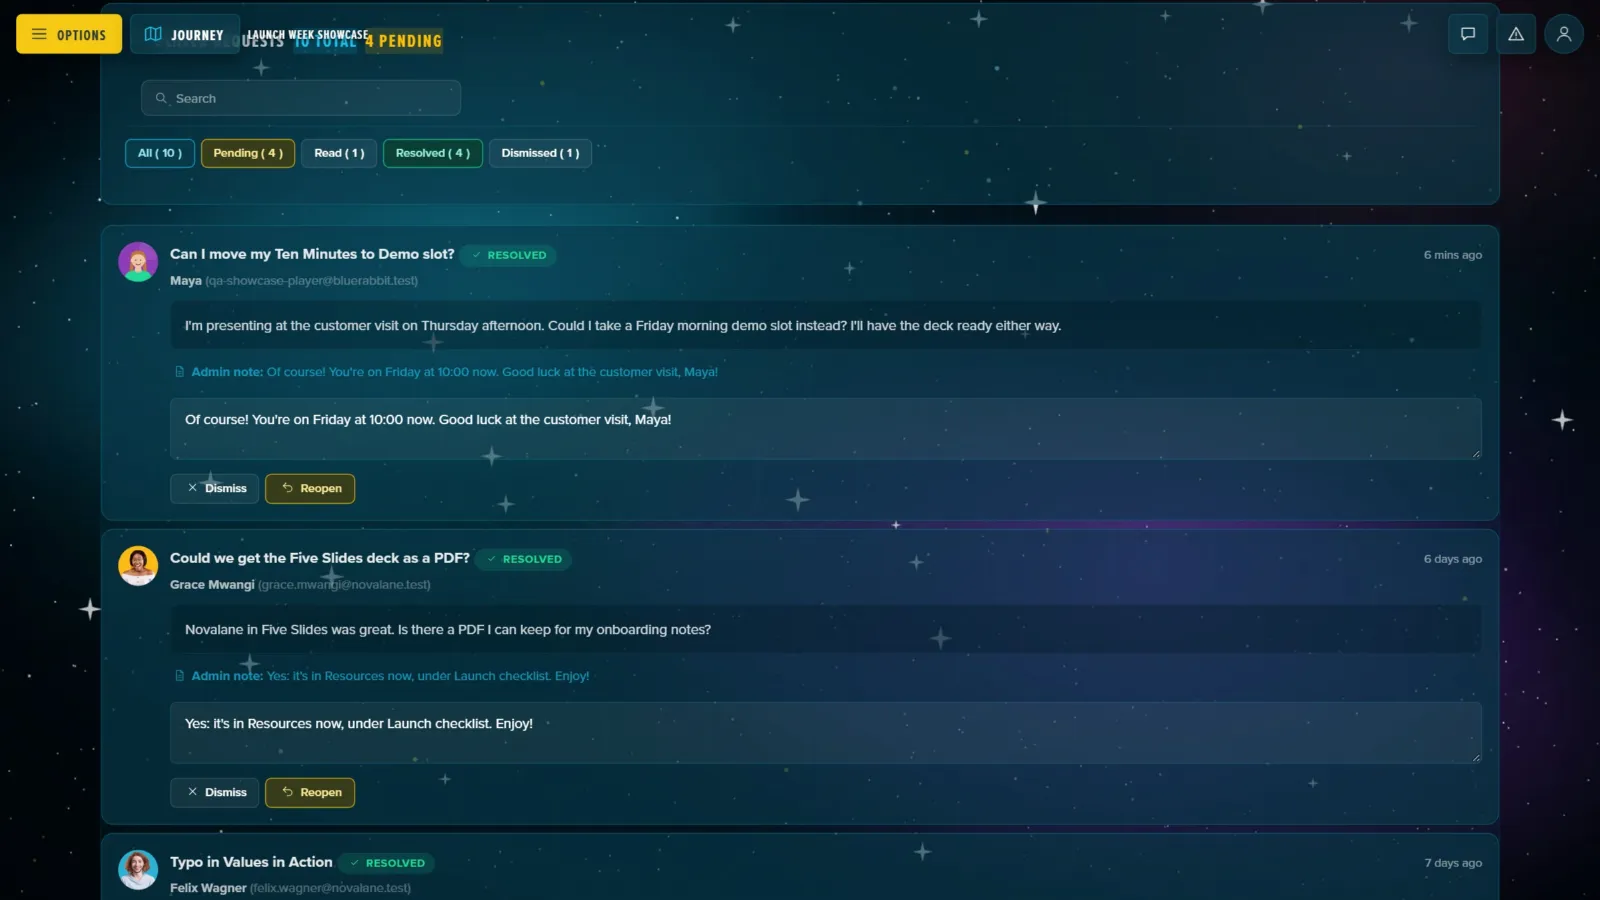 OPTIONS
JOURNEY
LAUNCH WEEK SHOWCASE
10 TOTAL
4 PENDING
Search
All ( 10 )
Pending ( 4 )
Read ( 1 )
Resolved ( 4 )
Dismissed ( 1 )
Can I move my Ten Minutes to Demo slot?
RESOLVED
6 mins ago
Maya (qa-showcase-player@bluerabbit.test)
I'm presenting at the customer visit on Thursday afternoon. Could I take a Friday morning demo slot instead? I'll have the deck ready either way.
Admin note: Of course! You're on Friday at 10:00 now. Good luck at the customer visit, Maya!
Of course! You're on Friday at 10:00 now. Good luck at the customer visit, Maya!
Dismiss
Reopen
Could we get the Five Slides deck as a PDF?
RESOLVED
6 days ago
Grace Mwangi (grace.mwangi@novalane.test)
Novalane in Five Slides was great. Is there a PDF I can keep for my onboarding notes?
Admin note: Yes: it's in Resources now, under Launch checklist. Enjoy!
Yes: it's in Resources now, under Launch checklist. Enjoy!
Dismiss
Reopen
Typo in Values in Action
RESOLVED
7 days ago
Felix Wagner (felix.wagner@novalane.test)